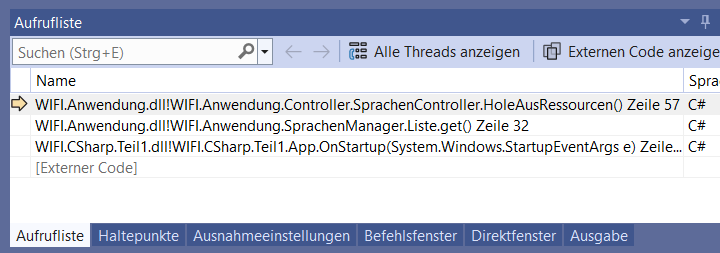 Aufrufliste
Suchen (Strg+E) Alle Threads anzeigen Externen Code anzeige
Name Sprac
WIFI.Anwendung.dll!WIFI.Anwendung.Controller.SprachenController.HoleAusRessourcen() Zeile 57 C#
WIFI.Anwendung.dll!WIFI.Anwendung.SprachenManager.Liste.get() Zeile 32 C#
WIFI.CSharp.Teil1.dll!WIFI.CSharp.Teil1.App.OnStartup(System.Windows.StartupEventArgs e) Zeile... C#
[Externer Code]
Aufrufliste Haltepunkte Ausnahmeeinstellungen Befehlsfenster Direktfenster Ausgabe